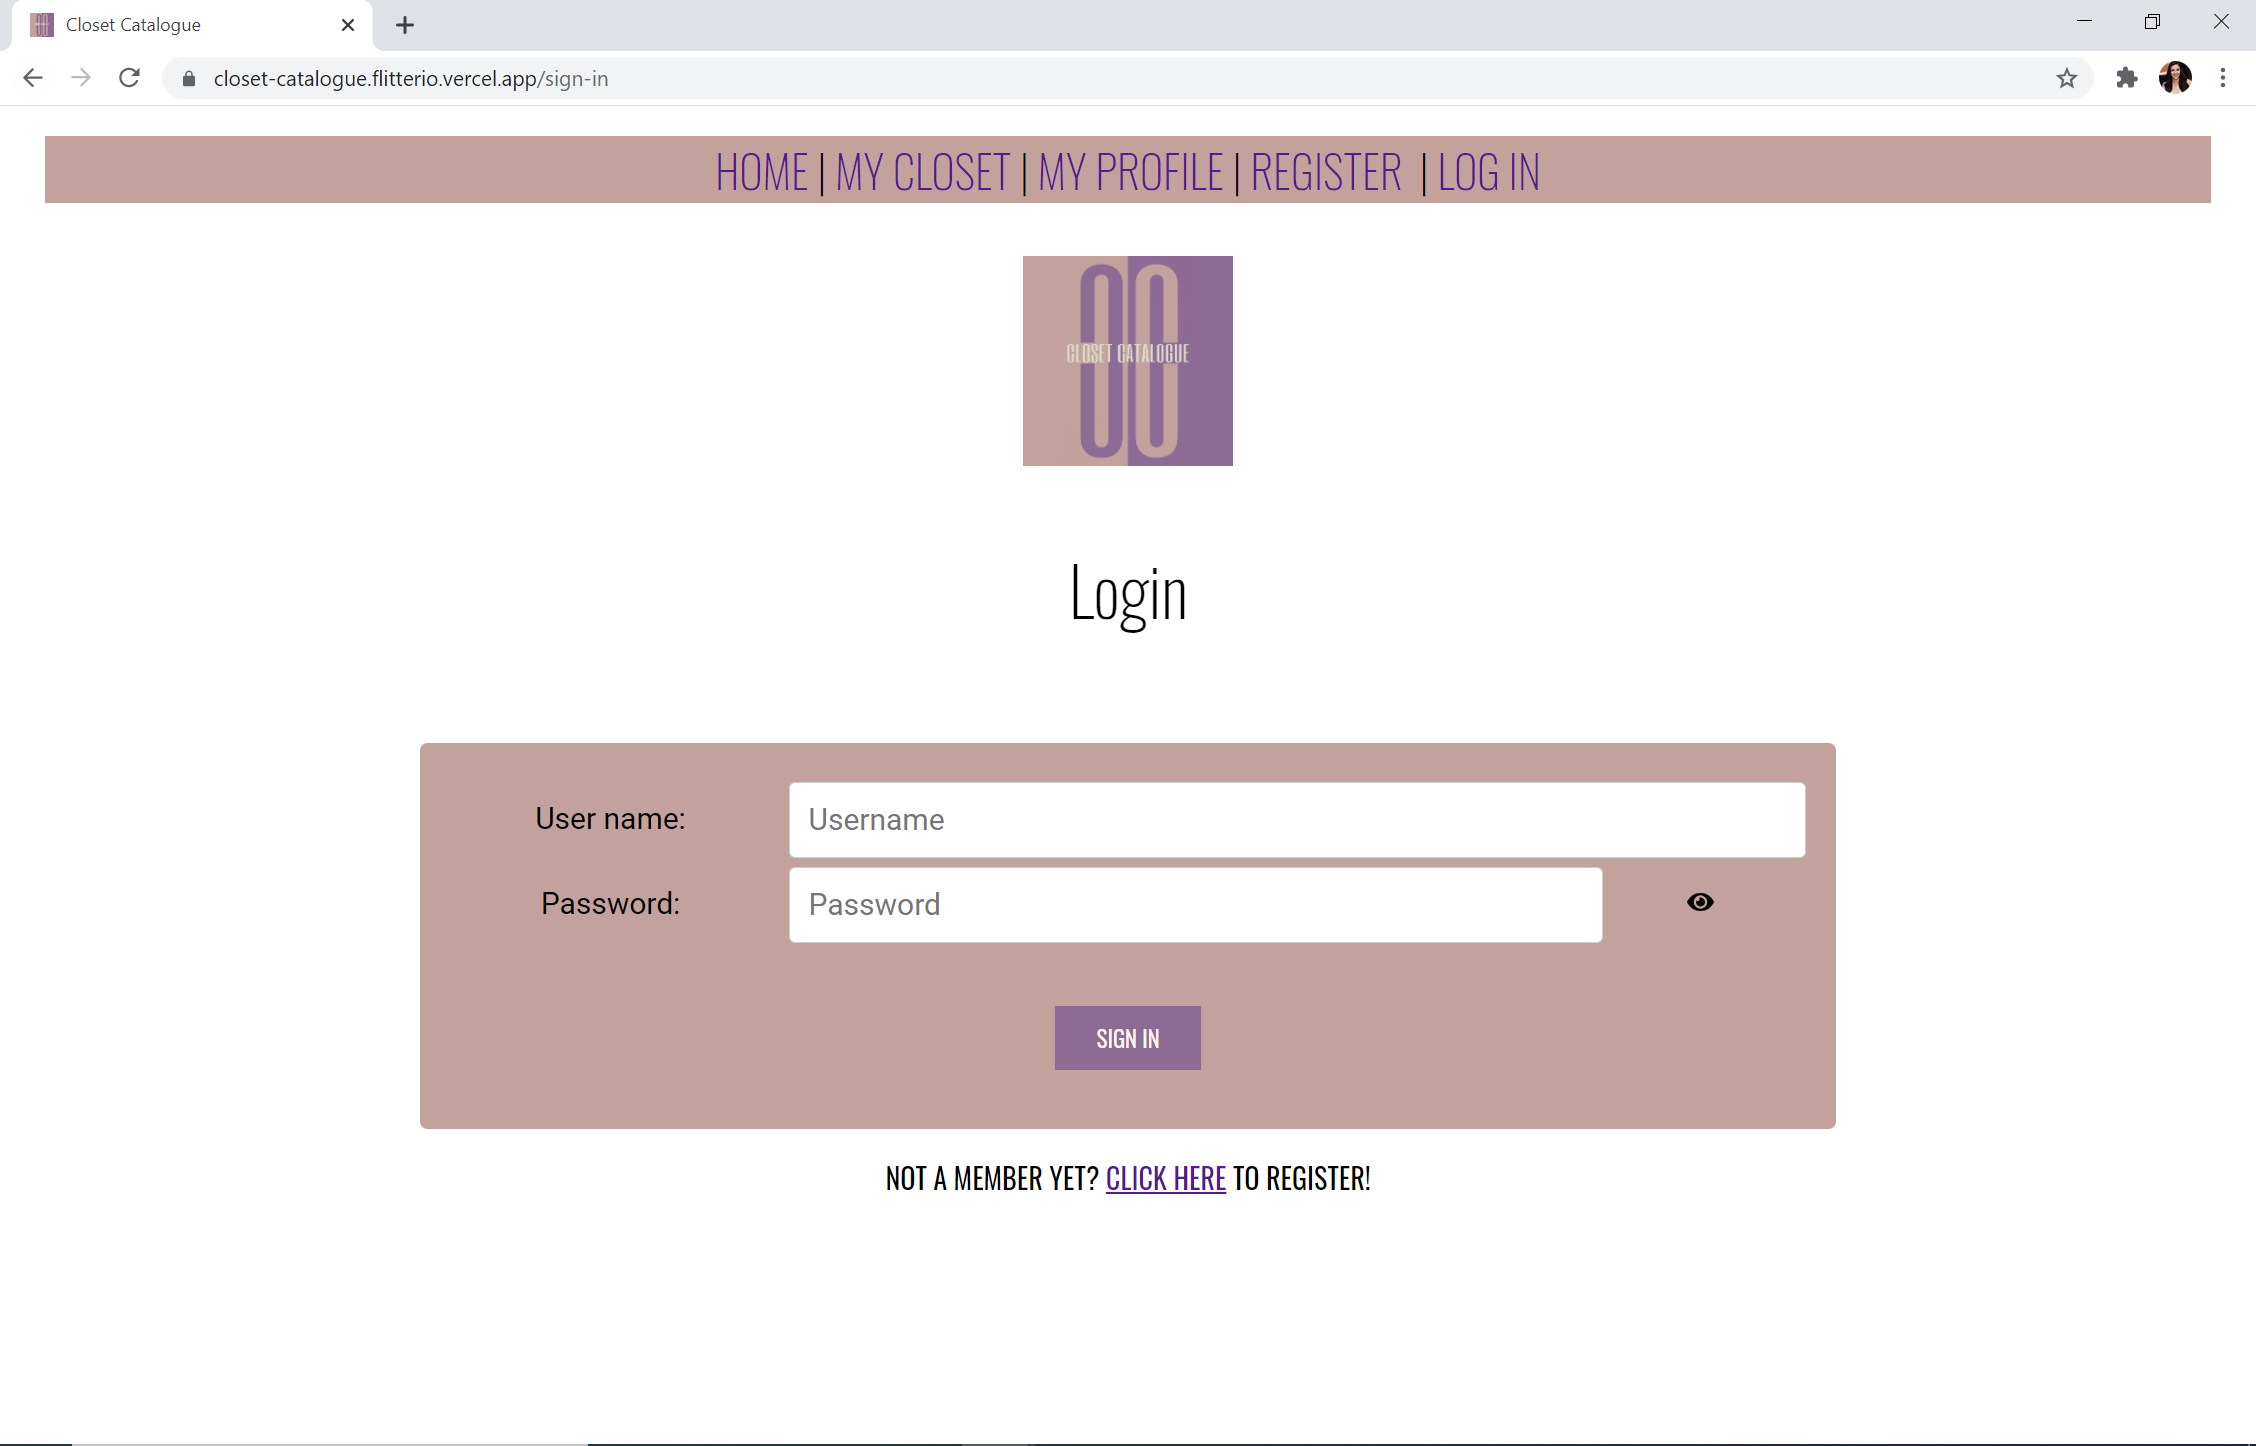 Closet Catalogue
closet-catalogue.flitterio.vercel.app/sign-in
HOME | MY CLOSET | MY PROFILE | REGISTER | LOG IN
CLOSET CATALOGUE
Login
User name: Username
Password: Password
SIGN IN
NOT A MEMBER YET? CLICK HERE TO REGISTER!